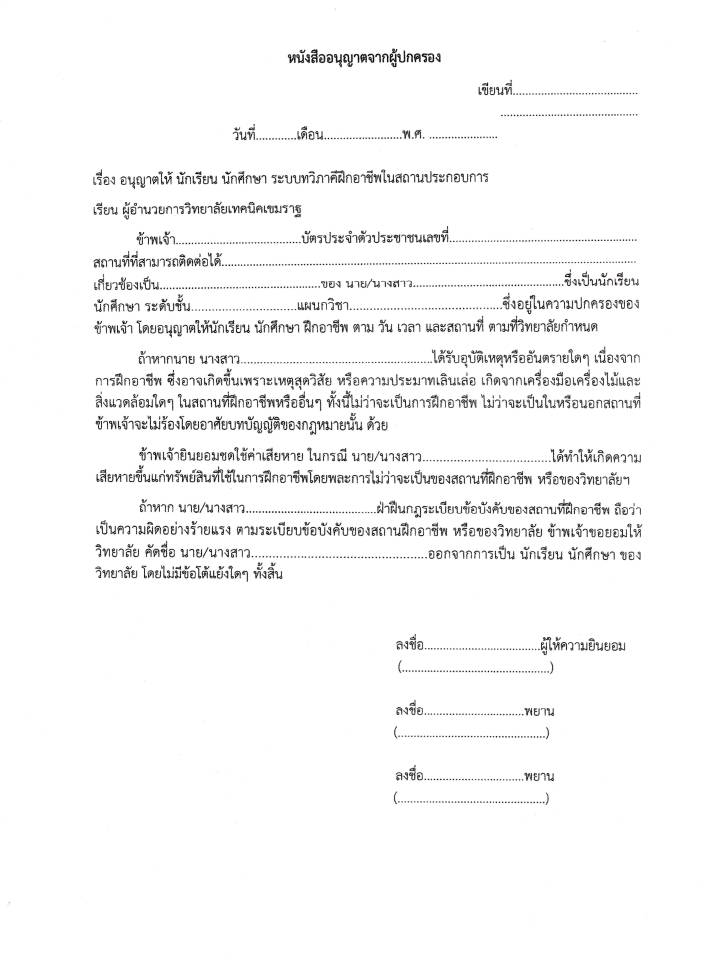 หนังสืออนุญาตจากผู้ปกครอง
เขียนที่.......................................
...........................................
วันที่.............เดือน.........................พ.ศ. ......................
เรื่อง อนุญาตให้ นักเรียน นักศึกษา ระบบทวิภาคีฝึกอาชีพในสถานประกอบการ
เรียน ผู้อำนวยการวิทยาลัยเทคนิคเขมราฐ
ข้าพเจ้า........................................บัตรประจำตัวประชาชนเลขที่...........................................................
สถานที่ที่สามารถติดต่อได้..................................................................................................................................
เกี่ยวข้องเป็น...................................................ของ นาย/นางสาว................................................ซึ่งเป็นนักเรียน
นักศึกษา ระดับชั้น..................................แผนกวิชา.................................................ซึ่งอยู่ในความปกครองของ
ข้าพเจ้า โดยอนุญาตให้นักเรียน นักศึกษา ฝึกอาชีพ ตาม วัน เวลา และสถานที่ ตามที่วิทยาลัยกำหนด
ถ้าหากนาย นางสาว.............................................................ได้รับอุบัติเหตุหรืออันตรายใดๆ เนื่องจาก
การฝึกอาชีพ ซึ่งอาจเกิดขึ้นเพราะเหตุสุดวิสัย หรือความประมาทเลินเล่อ เกิดจากเครื่องมือเครื่องไม้และ
สิ่งแวดล้อมใดๆ ในสถานที่ฝึกอาชีพหรืออื่นๆ ทั้งนี้ไม่ว่าจะเป็นการฝึกอาชีพ ไม่ว่าจะเป็นในหรือนอกสถานที่
ข้าพเจ้าจะไม่ร้องโดยอาศัยบทบัญญัติของกฎหมายนั้น ด้วย
ข้าพเจ้ายินยอมชดใช้ค่าเสียหาย ในกรณี นาย/นางสาว.........................................ได้ทำให้เกิดความ
เสียหายขึ้นแก่ทรัพย์สินที่ใช้ในการฝึกอาชีพโดยพละการไม่ว่าจะเป็นของสถานที่ฝึกอาชีพ หรือของวิทยาลัยฯ
ถ้าหาก นาย/นางสาว..........................................ฝ่าฝืนกฎระเบียบข้อบังคับของสถานที่ฝึกอาชีพ ถือว่า
เป็นความผิดอย่างร้ายแรง ตามระเบียบข้อบังคับของสถานฝึกอาชีพ หรือของวิทยาลัย ข้าพเจ้าขอยอมให้
วิทยาลัย คัดชื่อ นาย/นางสาว........................................................ออกจากการเป็น นักเรียน นักศึกษา ของ
วิทยาลัย โดยไม่มีข้อโต้แย้งใดๆ ทั้งสิ้น
ลงชื่อ.....................................ผู้ให้ความยินยอม
(...............................................)
ลงชื่อ................................พยาน
(...............................................)
ลงชื่อ................................พยาน
(...............................................)